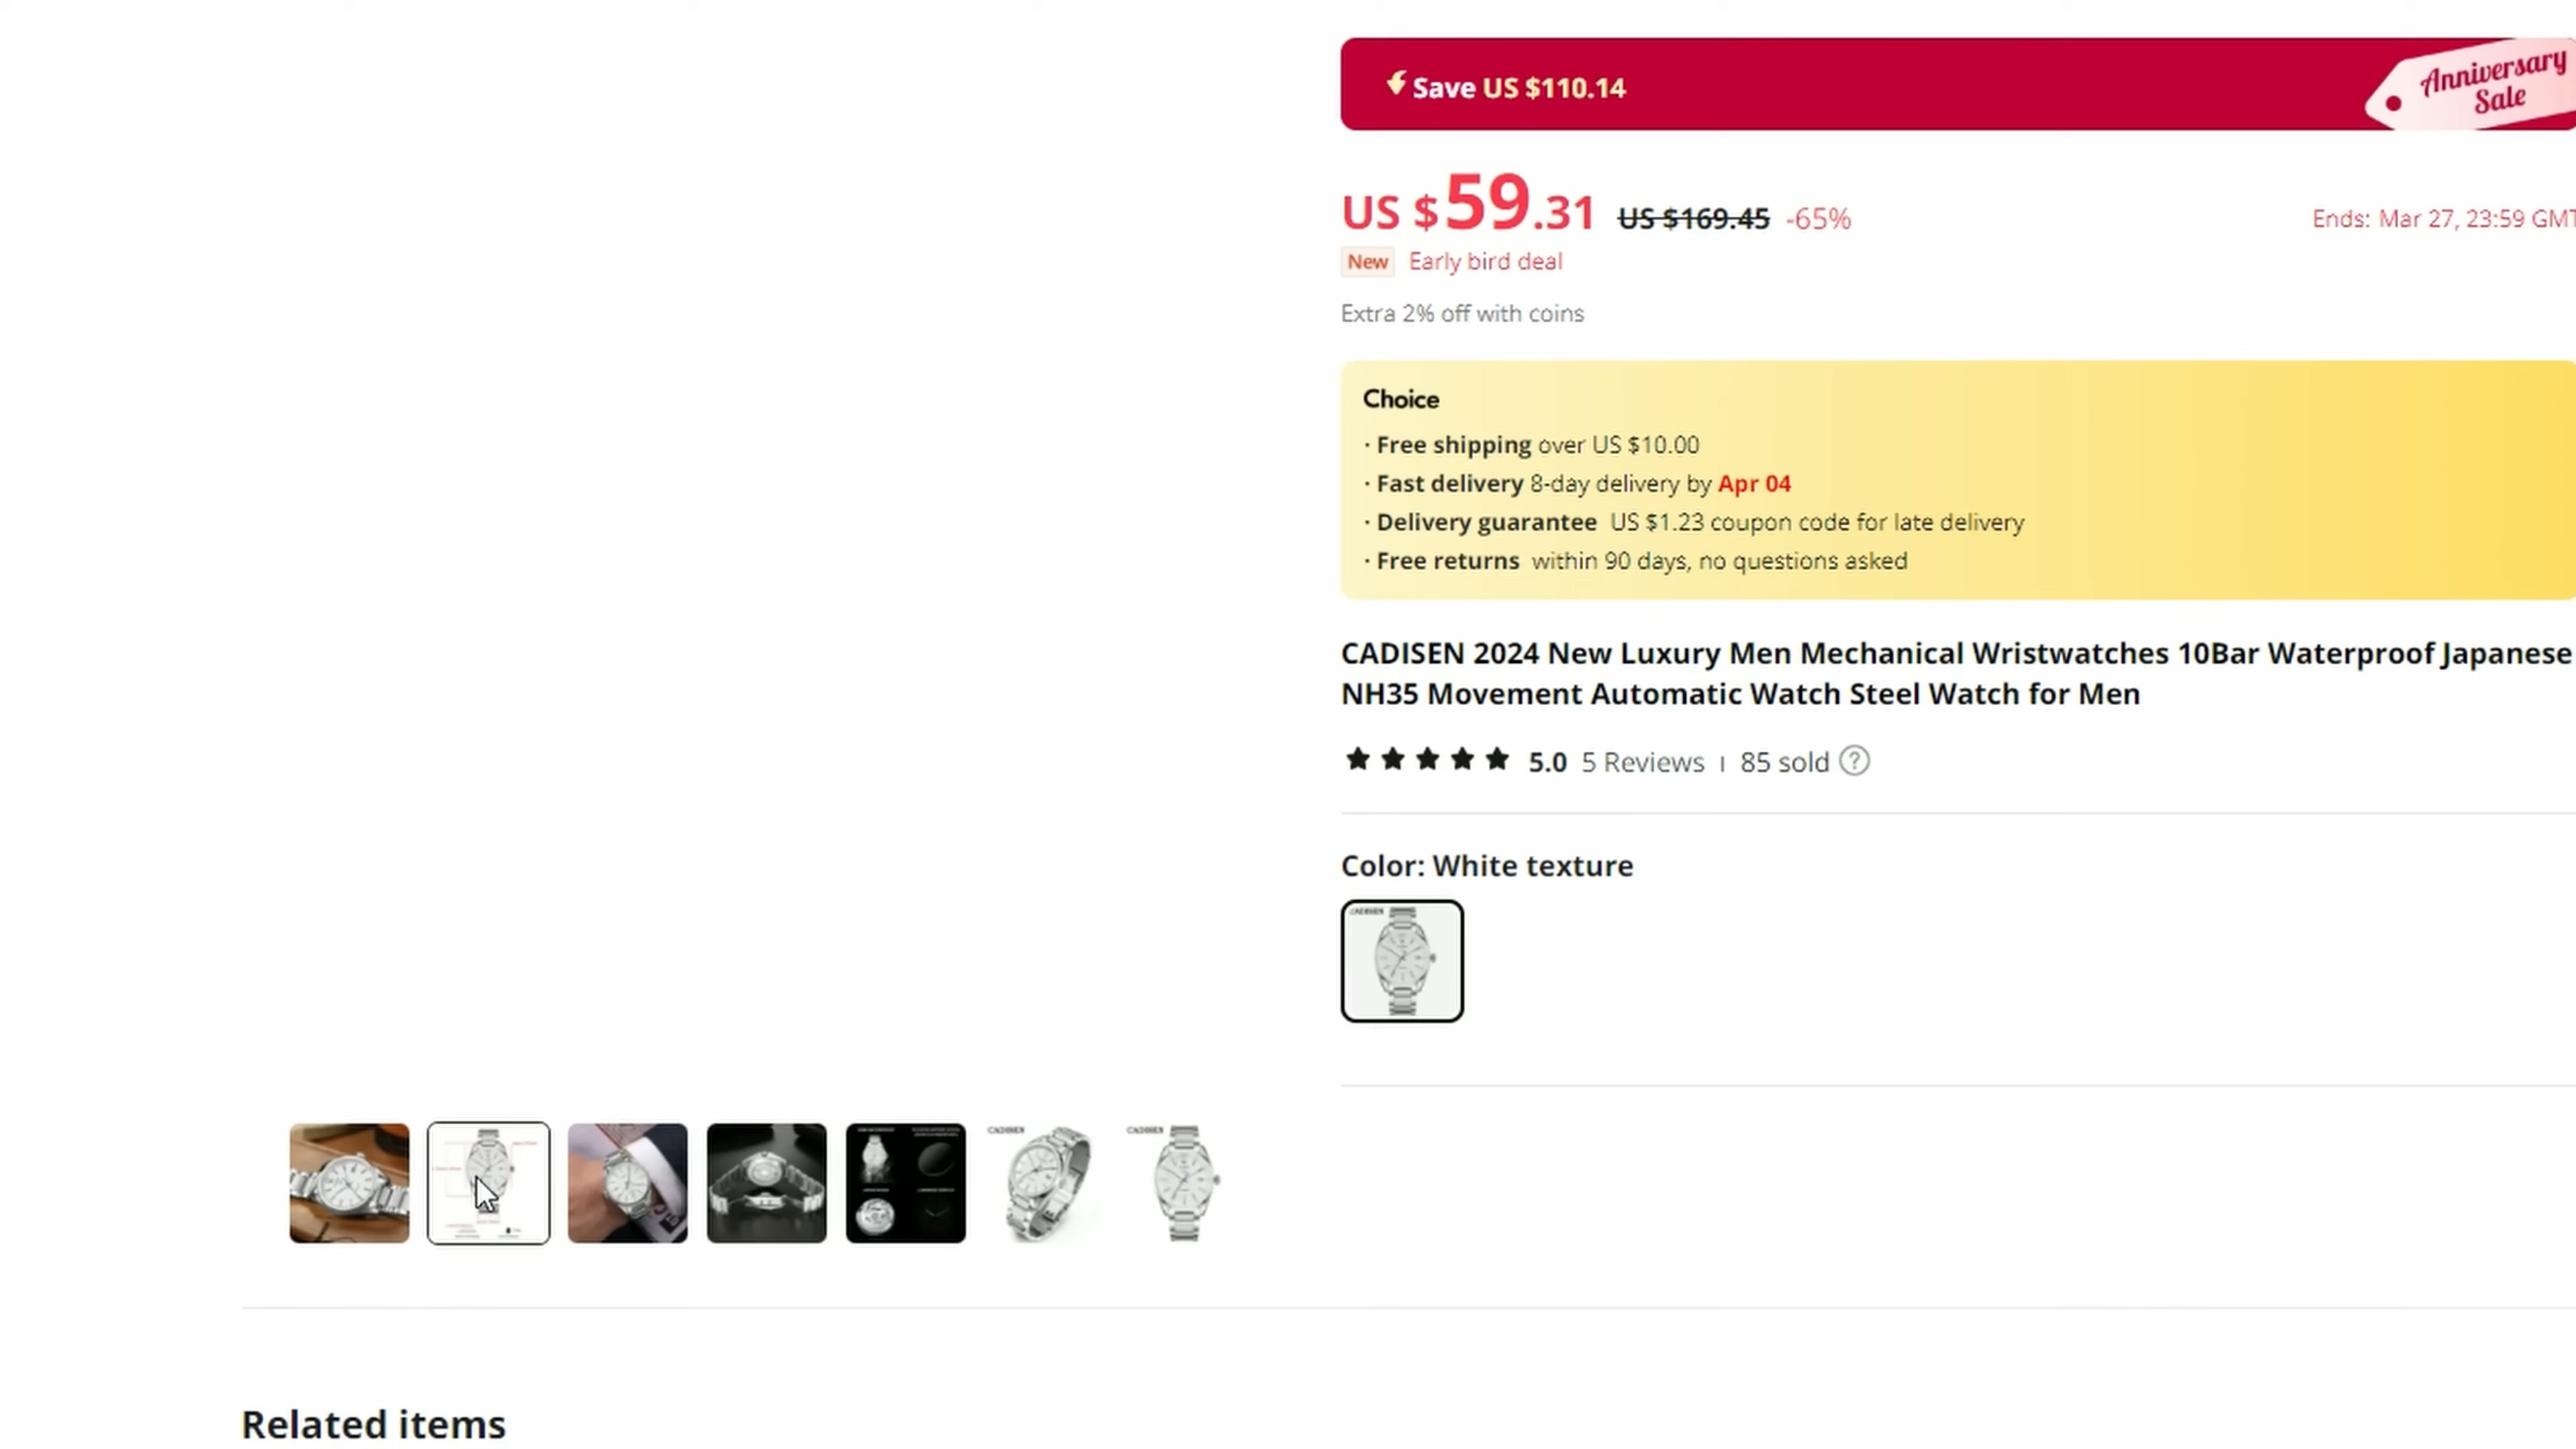 Save US $110.14
Anniversary
Sale
US $59.31 US $169.45 -65%
Ends: Mar 27, 23:59 GMT
New Early bird deal
Extra 2% off with coins
Choice
· Free shipping over US $10.00
· Fast delivery 8-day delivery by Apr 04
· Delivery guarantee US $1.23 coupon code for late delivery
· Free returns within 90 days, no questions asked
CADISEN 2024 New Luxury Men Mechanical Wristwatches 10Bar Waterproof Japanese
NH35 Movement Automatic Watch Steel Watch for Men
5.0 5 Reviews | 85 sold ?
Color: White texture
CADISEN
CADISEN
CADISEN
Related items